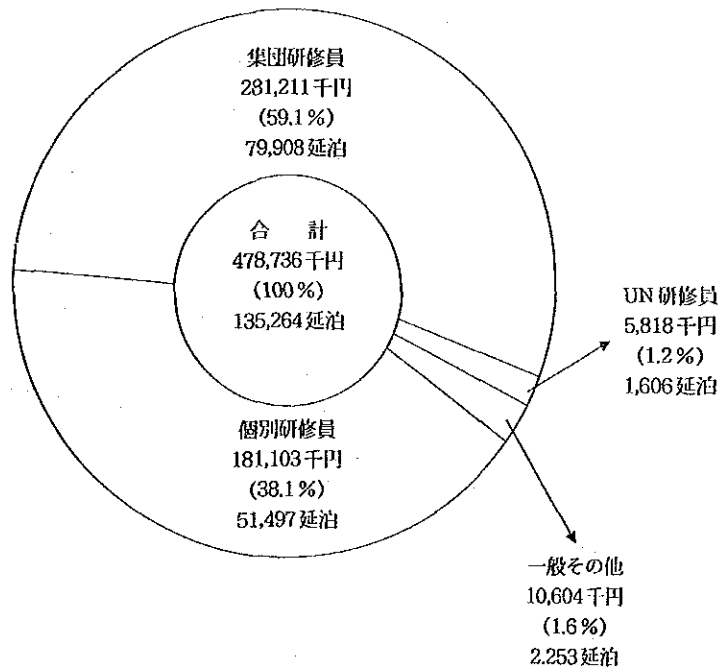 集団研修員
281,211千円
(59.1%)
79,908延泊
合 計
478,736千円
(100%)
135,264延泊
UN研修員
5,818千円
(1.2%)
1,606延泊
個別研修員
181,103千円
(38.1%)
51,497延泊
一般その他
10,604千円
(1.6%)
2.253延泊